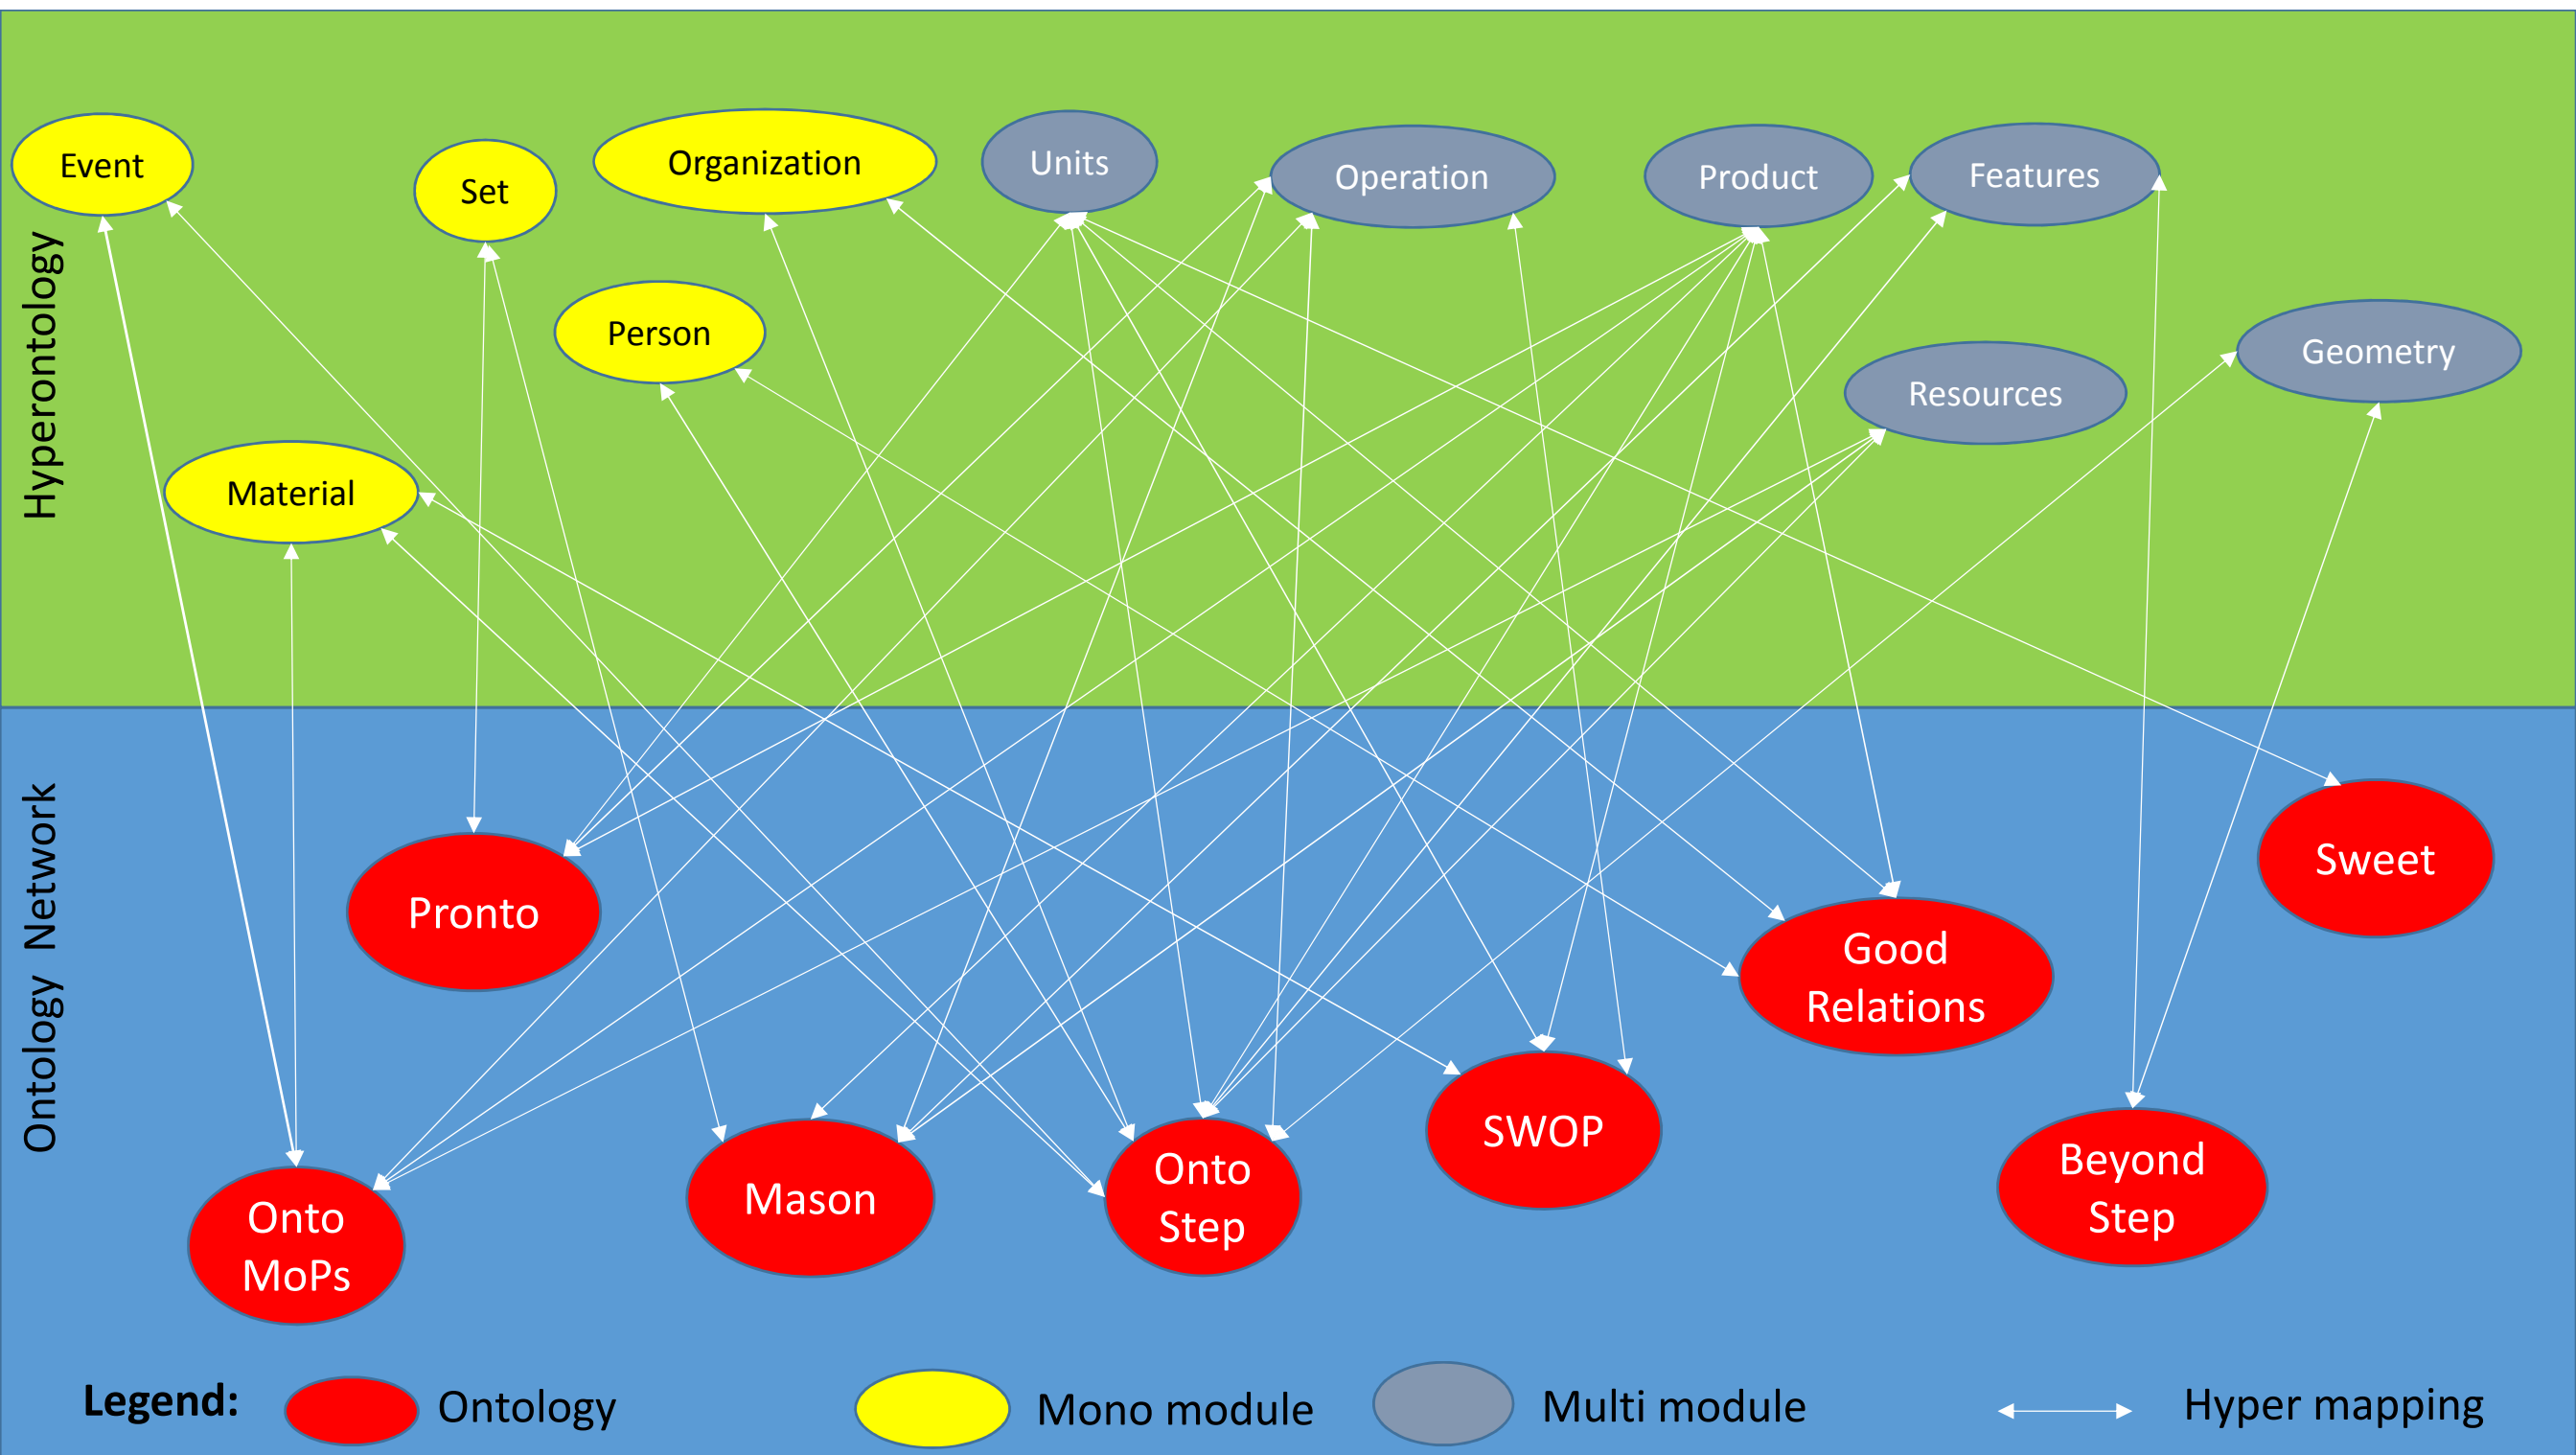 Hyperontology
Event
Set
Organization
Units
Operation
Product
Features
Person
Geometry
Resources
Material
Ontology Network
Sweet
Pronto
Good
Relations
SWOP
Beyond
Step
Onto
Step
Mason
Onto
MoPs
Legend:
Ontology
Mono module
Multi module
Hyper mapping